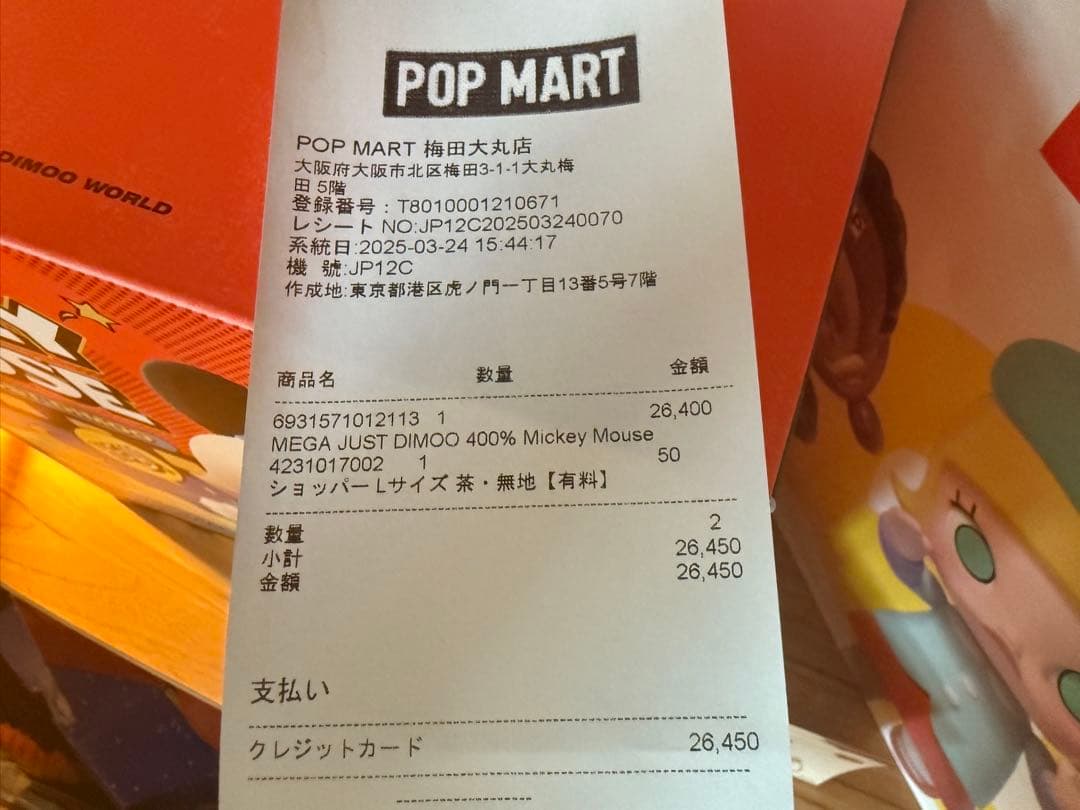 POP MART
POP MART 梅田大丸店
大阪府大阪市北区梅田3-1-1大丸梅
田 5階
登録番号 : T8010001210671
レシート NO:JP12C202503240070
系統日:2025-03-24 15:44:17
機 號:JP12C
作成地:東京都港区虎ノ門一丁目13番5号7階
商品名 数量 金額
6931571012113 1 26,400
MEGA JUST DIMOO 400% Mickey Mouse
4231017002 1 50
ショッパー Lサイズ 茶・無地【有料】
数量 2
小計 26,450
金額 26,450
支払い
クレジットカード 26,450
DIMOO WORLD